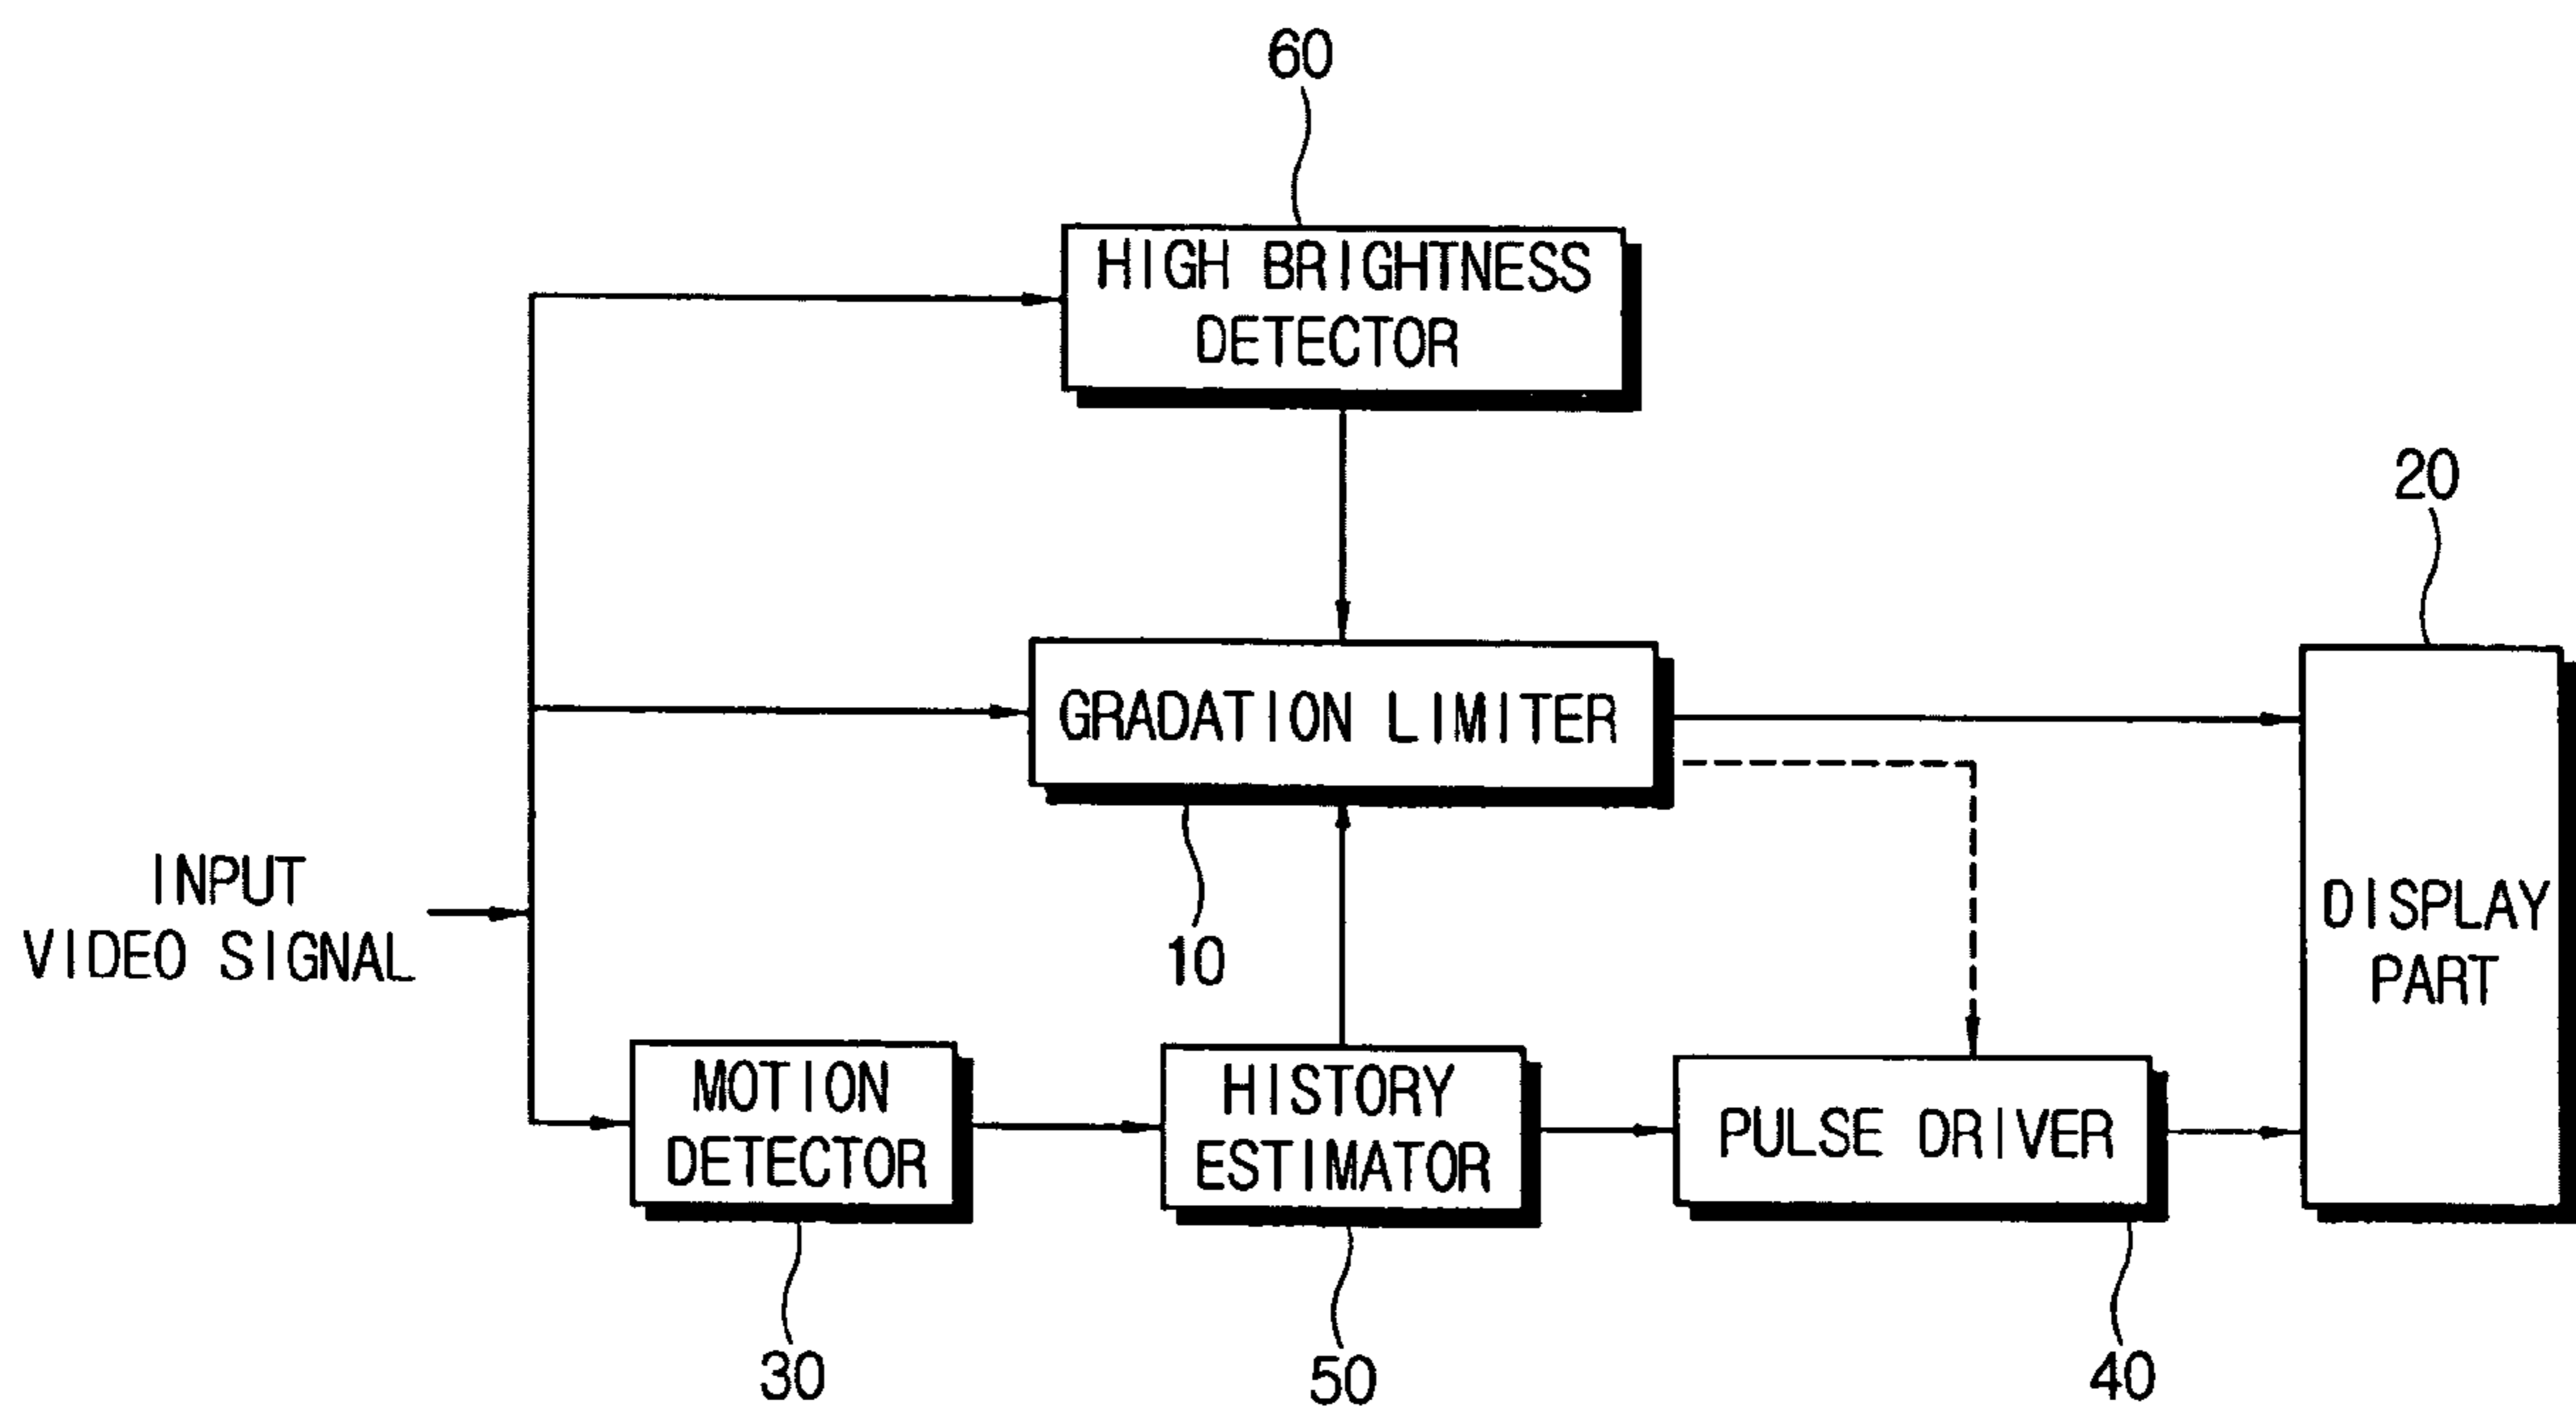 60
HIGH BRIGHTNESS
DETECTOR
20
GRADATION LIMITER
10
INPUT
VIDEO SIGNAL
DISPLAY
PART
MOTION
DETECTOR
30
HISTORY
ESTIMATOR
50
PULSE DRIVER
40